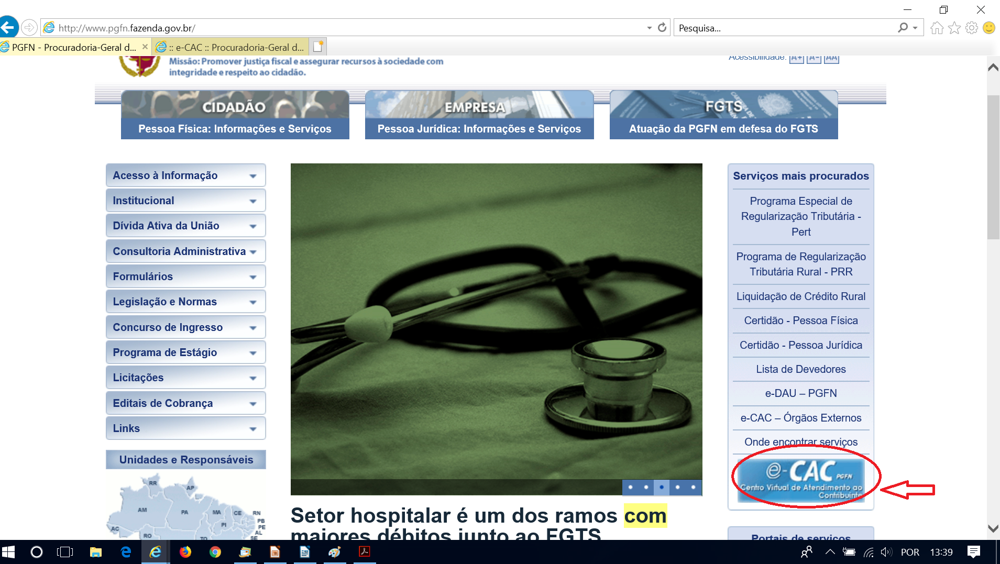 http://www.pgfn.fazenda.gov.br/
Pesquisa...
PGFN - Procuradoria-Geral d...
:: e-CAC :: Procuradoria-Geral d...
Missão: Promover justiça fiscal e assegurar recursos à sociedade com
integridade e respeito ao cidadão.
Acessibilidade: A+ A- AA
CIDADÃO
Pessoa Física: Informações e Serviços
EMPRESA
Pessoa Jurídica: Informações e Serviços
FGTS
Atuação da PGFN em defesa do FGTS
Acesso à Informação
Institucional
Dívida Ativa da União
Consultoria Administrativa
Formulários
Legislação e Normas
Concurso de Ingresso
Programa de Estágio
Licitações
Editais de Cobrança
Links
Unidades e Responsáveis
RR
AP
AM
PA
MA
CE
RN
PB
PI
PE
AC
AL
RO
TO
SE
Setor hospitalar é um dos ramos com
maiores débitos junto ao FGTS
Serviços mais procurados
Programa Especial de
Regularização Tributária -
Pert
Programa de Regularização
Tributária Rural - PRR
Liquidação de Crédito Rural
Certidão - Pessoa Física
Certidão - Pessoa Jurídica
Lista de Devedores
e-DAU – PGFN
e-CAC – Órgãos Externos
Onde encontrar serviços
e-CAC PGFN
Centro Virtual de Atendimento ao
Contribuinte
Portais de serviços
POR
13:39